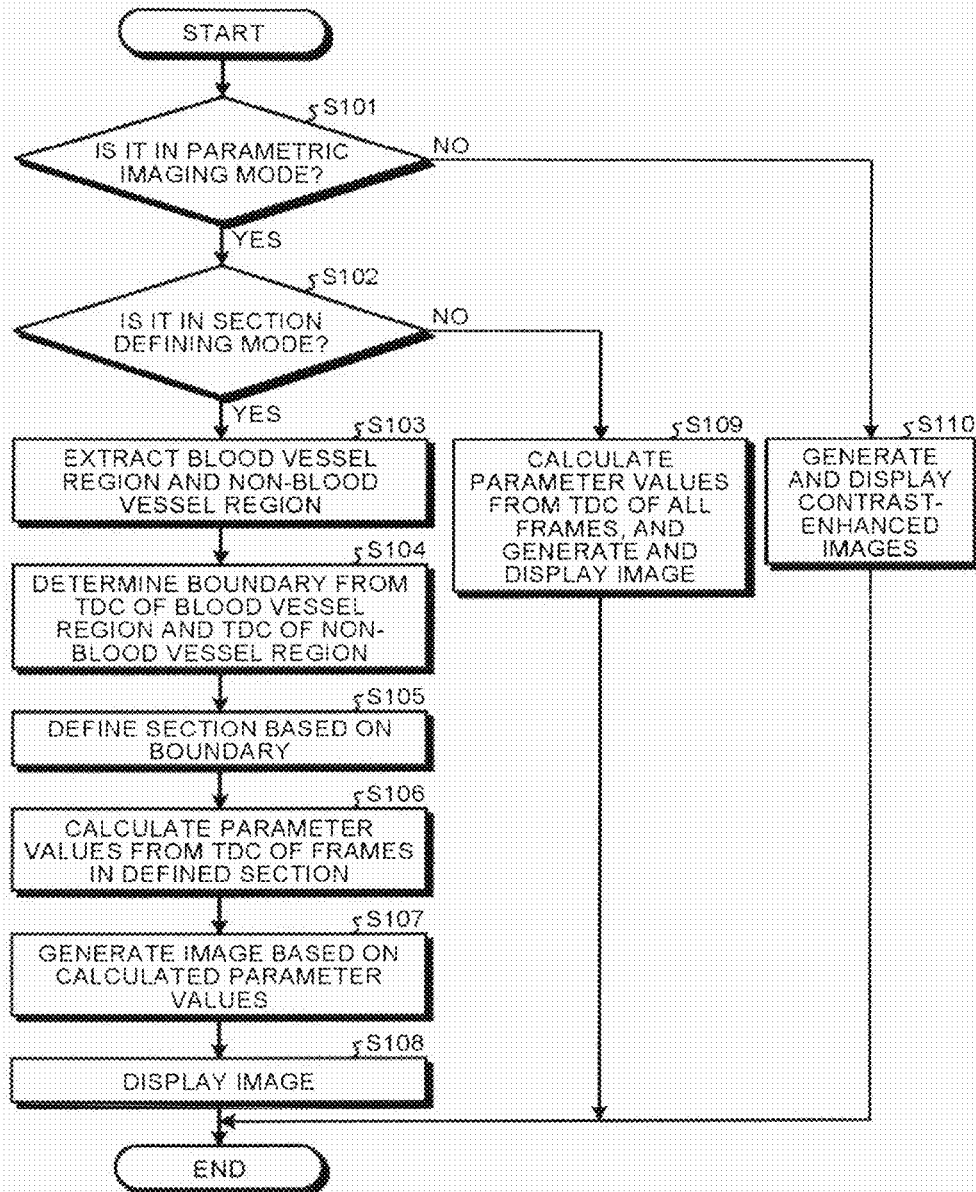 START
S101
IS IT IN PARAMETRIC
IMAGING MODE?
NO
YES
S102
IS IT IN SECTION
DEFINING MODE?
NO
YES
S103
EXTRACT BLOOD VESSEL
REGION AND NON-BLOOD
VESSEL REGION
S109
CALCULATE
PARAMETER VALUES
FROM TDC OF ALL
FRAMES, AND
GENERATE AND
DISPLAY IMAGE
S110
GENERATE
AND DISPLAY
CONTRAST-
ENHANCED
IMAGES
S104
DETERMINE BOUNDARY FROM
TDC OF BLOOD VESSEL
REGION AND TDC OF NON-
BLOOD VESSEL REGION
S105
DEFINE SECTION BASED ON
BOUNDARY
S106
CALCULATE PARAMETER
VALUES FROM TDC OF FRAMES
IN DEFINED SECTION
S107
GENERATE IMAGE BASED ON
CALCULATED PARAMETER
VALUES
S108
DISPLAY IMAGE
END